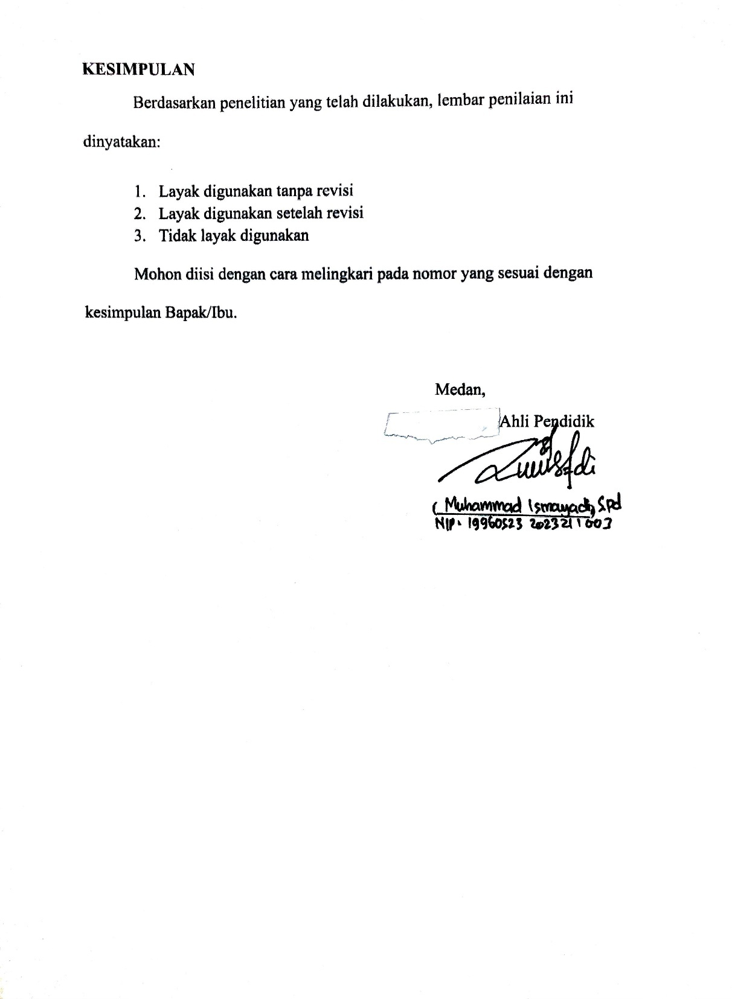 KESIMPULAN
Berdasarkan penelitian yang telah dilakukan, lembar penilaian ini
dinyatakan:
1. Layak digunakan tanpa revisi
2. Layak digunakan setelah revisi
3. Tidak layak digunakan
Mohon diisi dengan cara melingkari pada nomor yang sesuai dengan
kesimpulan Bapak/Ibu.
Medan,
Ahli Pendidik
( Muhammad Ismayadi, S.Pd
NIP. 19960523 202321 1 003